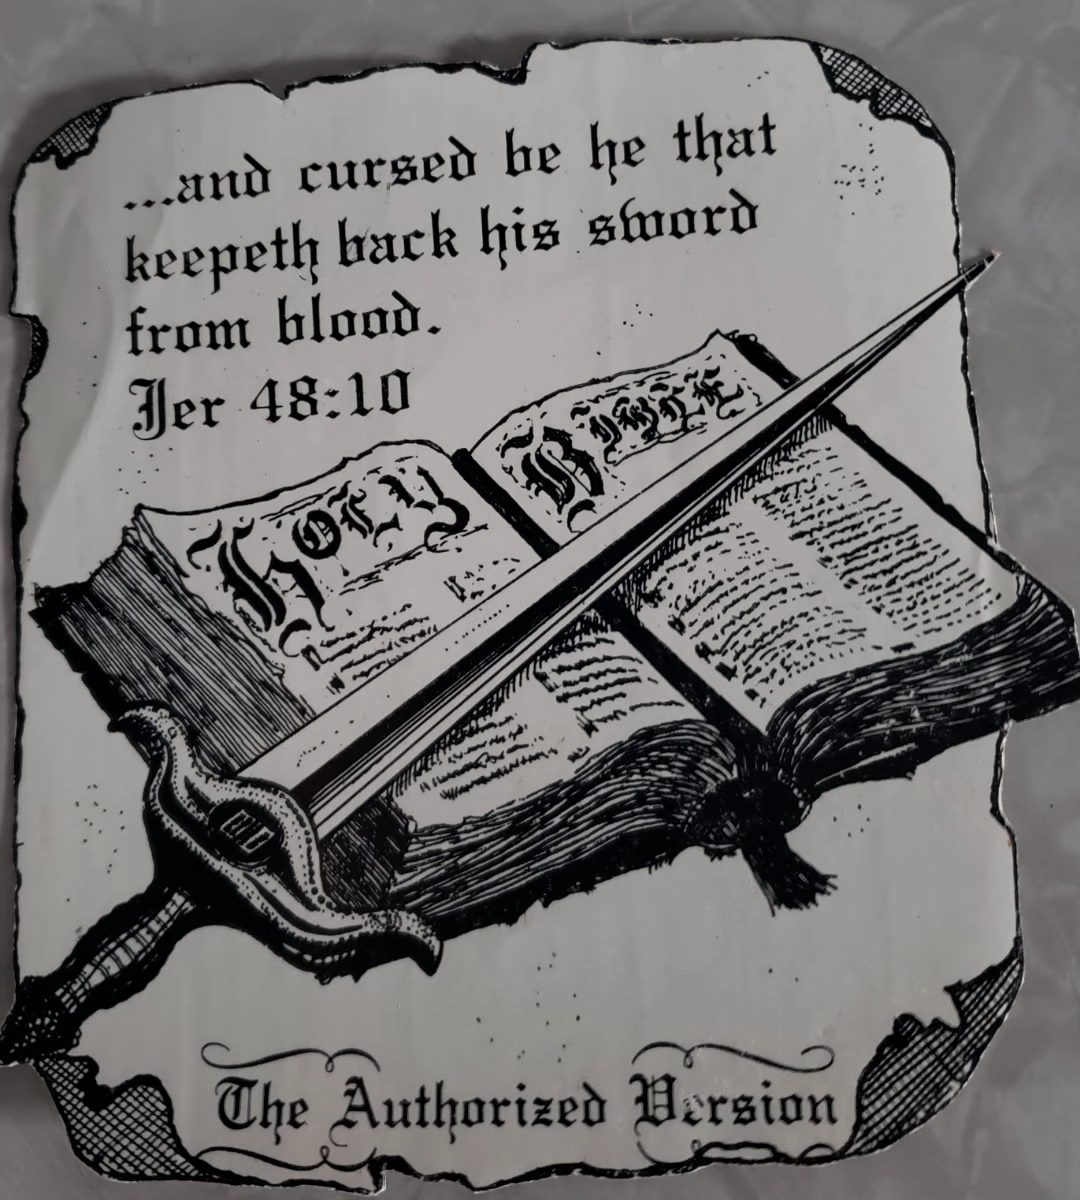 ...and cursed be he that
keepeth back his sword
from blood.
Jer 48:10
Holy Bible
The Authorized Version